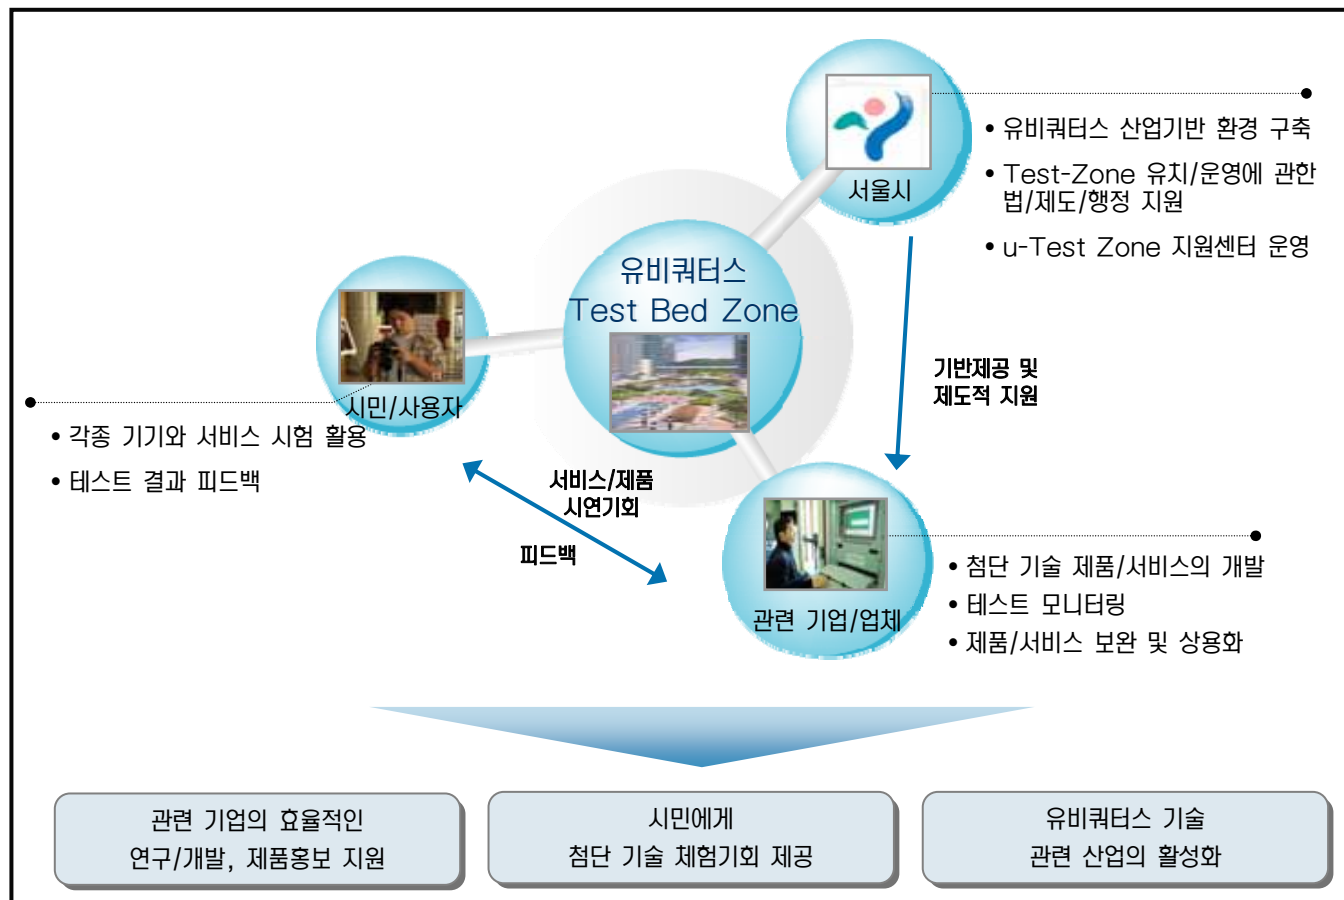 서울시
• 유비쿼터스 산업기반 환경 구축
• Test-Zone 유치/운영에 관한
법/제도/행정 지원
• u-Test Zone 지원센터 운영
유비쿼터스
Test Bed Zone
시민/사용자
• 각종 기기와 서비스 시험 활용
• 테스트 결과 피드백
기반제공 및
제도적 지원
서비스/제품
시연기회
피드백
관련 기업/업체
• 첨단 기술 제품/서비스의 개발
• 테스트 모니터링
• 제품/서비스 보완 및 상용화
관련 기업의 효율적인
연구/개발, 제품홍보 지원
시민에게
첨단 기술 체험기회 제공
유비쿼터스 기술
관련 산업의 활성화